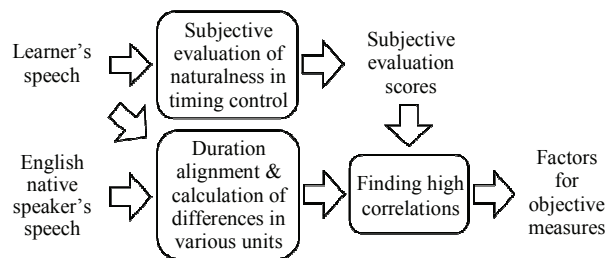 Learner's
speech
Subjective
evaluation of
naturalness in
timing control
Subjective
evaluation
scores
English
native
speaker's
speech
Duration
alignment &
calculation of
differences in
various units
Finding high
correlations
Factors
for
objective
measures